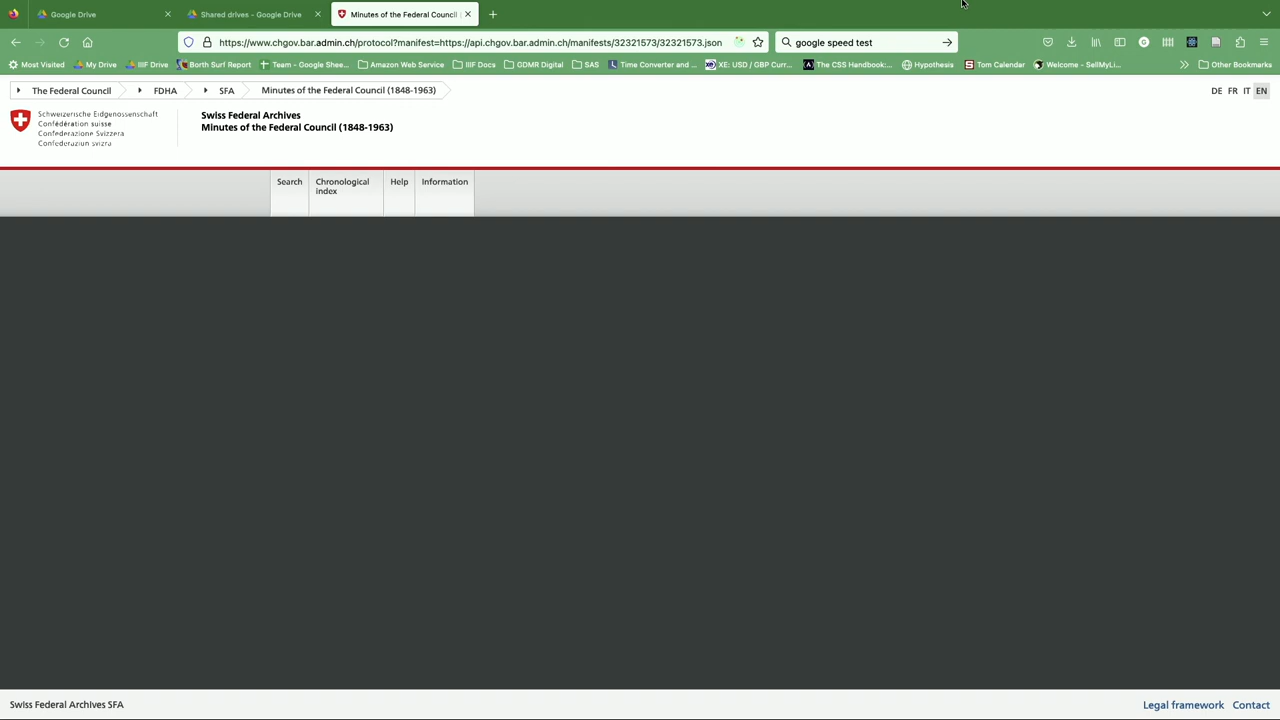 Google Drive
Shared drives - Google Drive
Minutes of the Federal Council
https://www.chgov.bar.admin.ch/protocol?manifest=https://api.chgov.bar.admin.ch/manifests/32321573/32321573.json
google speed test
Most Visited
My Drive
IIIF Drive
Borth Surf Report
Team - Google Shee...
Amazon Web Service
IIIF Docs
GDMR Digital
SAS
Time Converter and ...
XE: USD / GBP Curr...
The CSS Handbook:...
Hypothesis
Tom Calendar
Welcome - SellMyLi...
Other Bookmarks
The Federal Council
FDHA
SFA
Minutes of the Federal Council (1848-1963)
DE FR IT EN
Schweizerische Eidgenossenschaft
Confédération suisse
Confederazione Svizzera
Confederaziun svizra
Swiss Federal Archives
Minutes of the Federal Council (1848-1963)
Search
Chronological
index
Help
Information
Swiss Federal Archives SFA
Legal framework
Contact